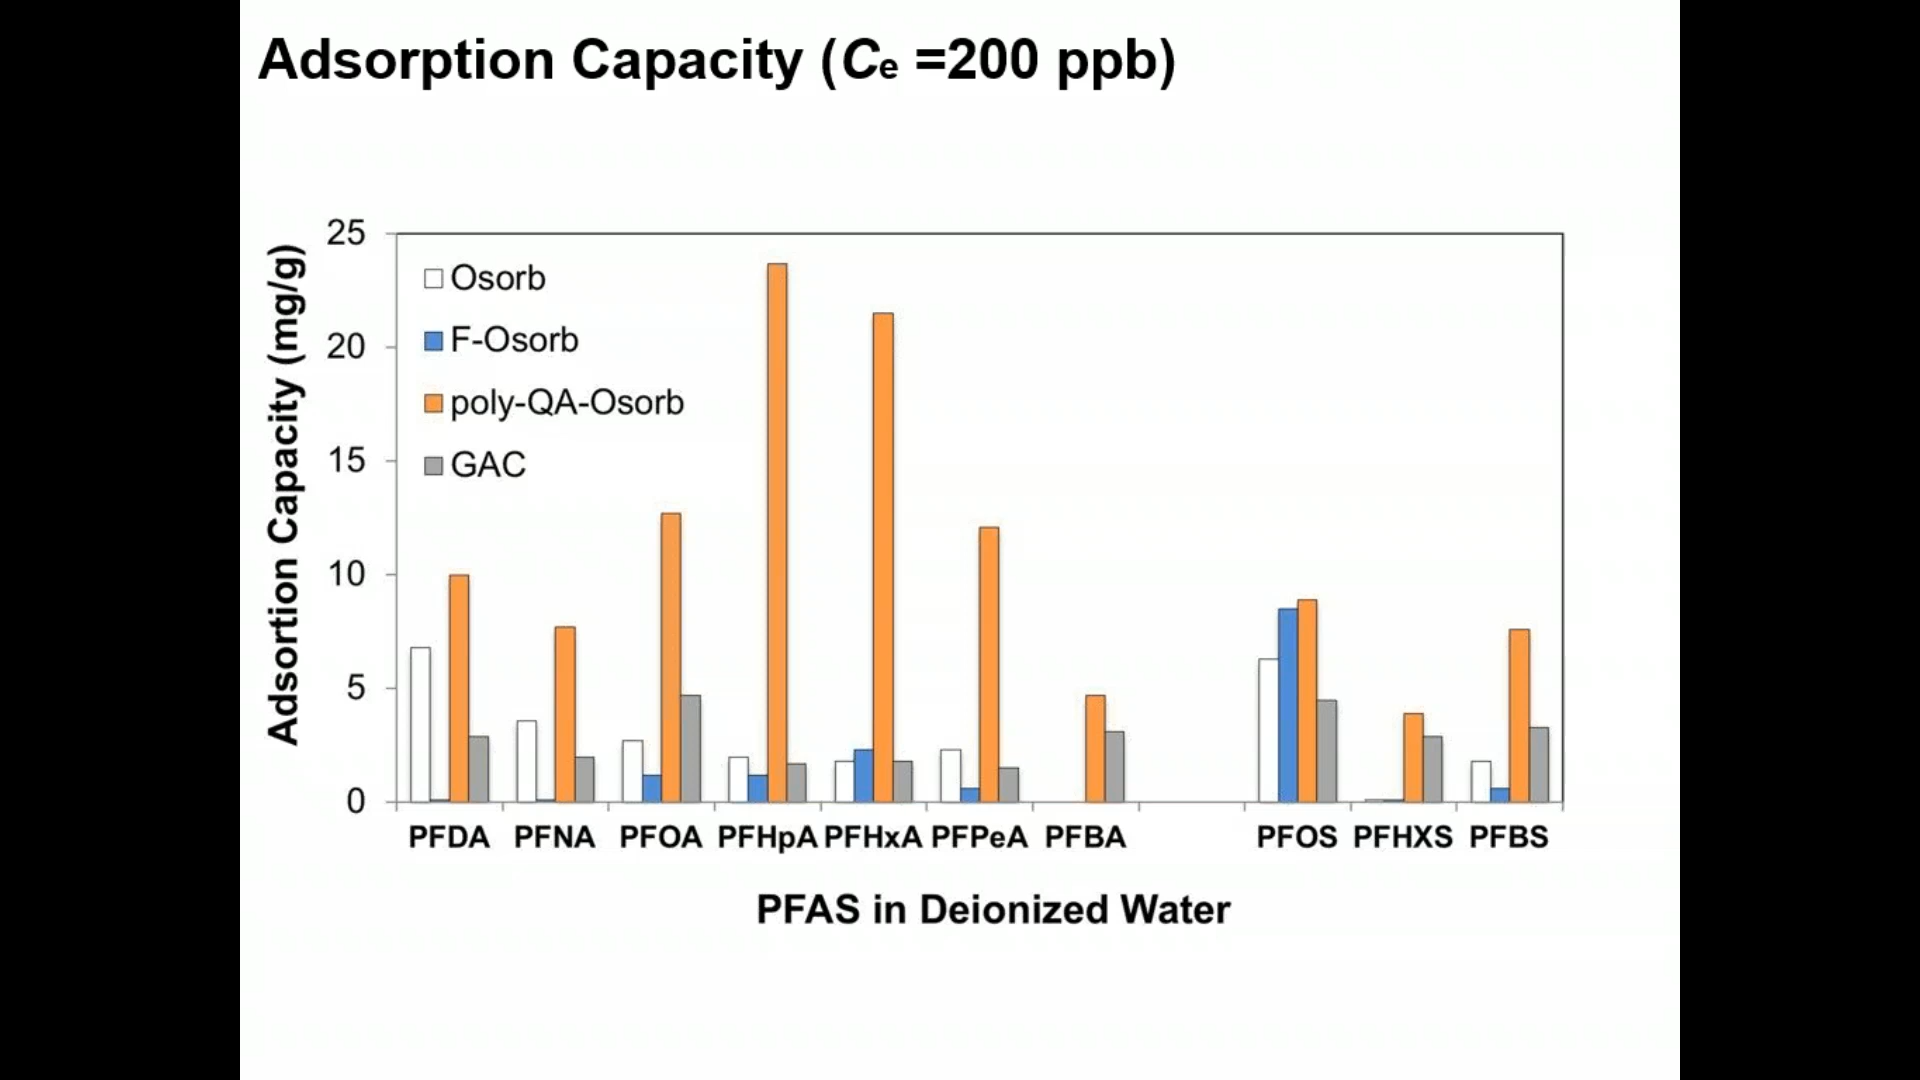 Adsorption Capacity (Ce =200 ppb)
Adsortion Capacity (mg/g)
25
20
15
10
5
0
Osorb
F-Osorb
poly-QA-Osorb
GAC
PFDA PFNA PFOA PFHpA PFHxA PFPeA PFBA PFOS PFHXS PFBS
PFAS in Deionized Water